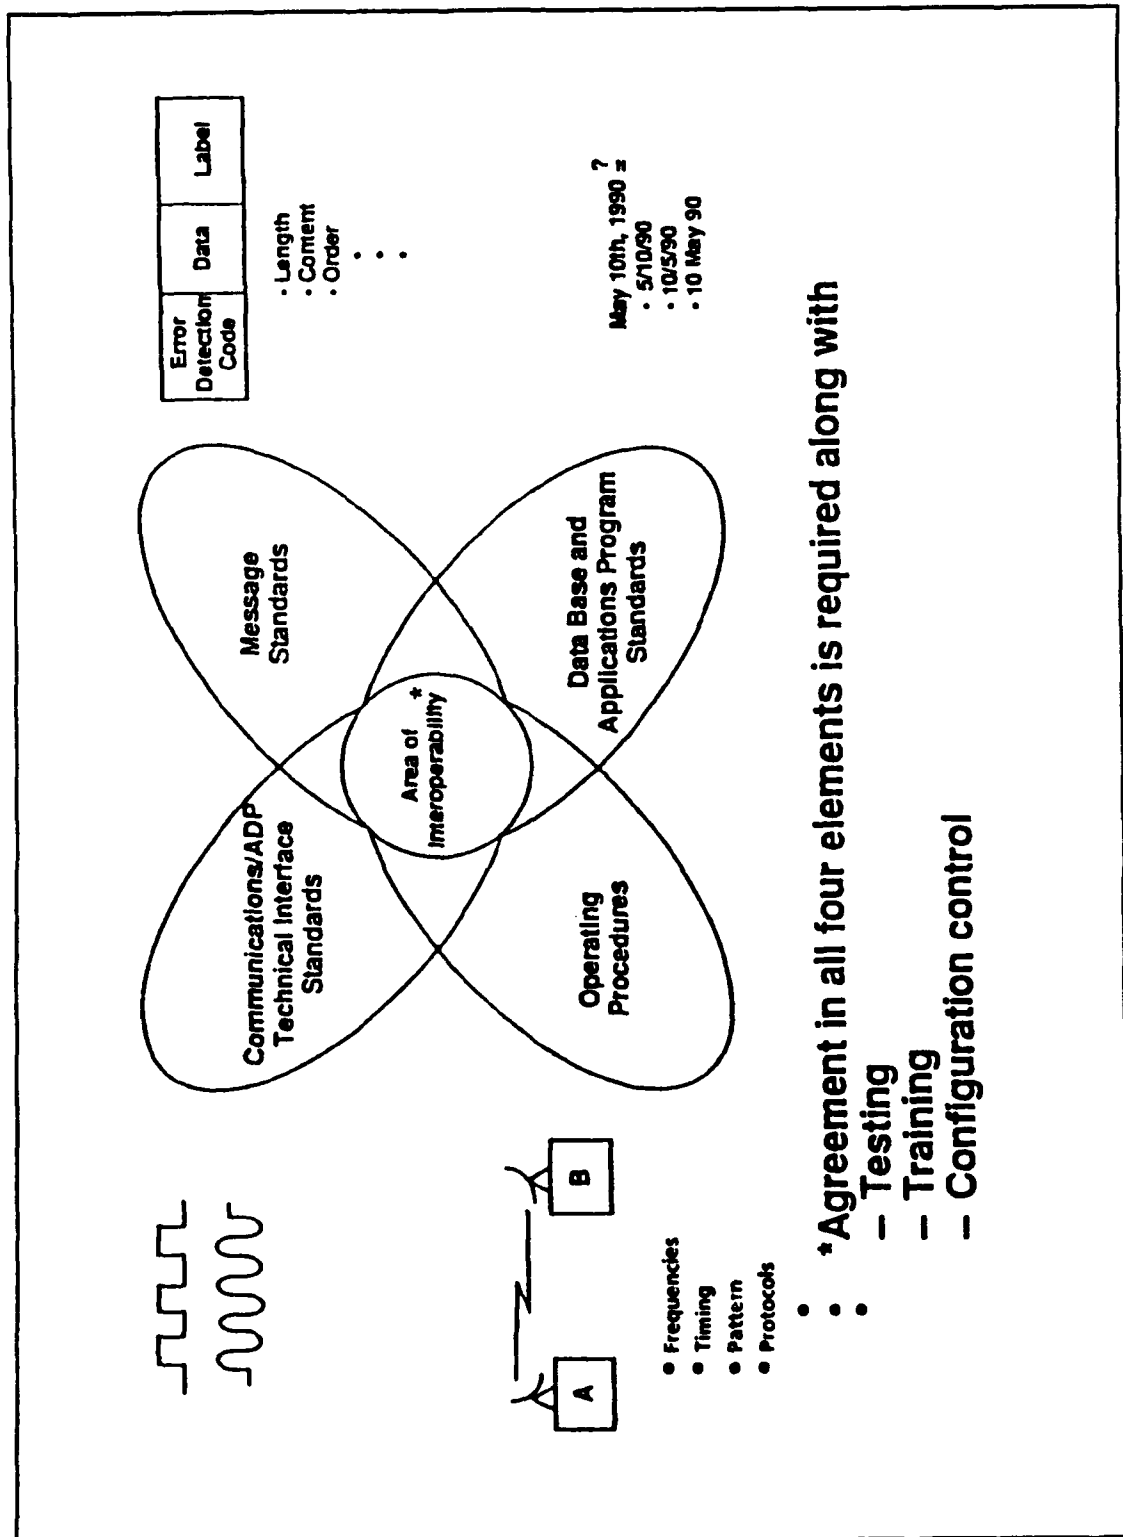 Error
Detection
Code
Data
Label
• Length
• Content
• Order
•
•
•
Communications/ADP
Technical Interface
Standards
Message
Standards
Area of
Interoperability *
Operating
Procedures
Data Base and
Applications Program
Standards
May 10th, 1990 = ?
• 5/10/90
• 10/5/90
• 10 May 90
A
B
• Frequencies
• Timing
• Pattern
• Protocols
•
•
•
*Agreement in all four elements is required along with
– Testing
– Training
– Configuration control